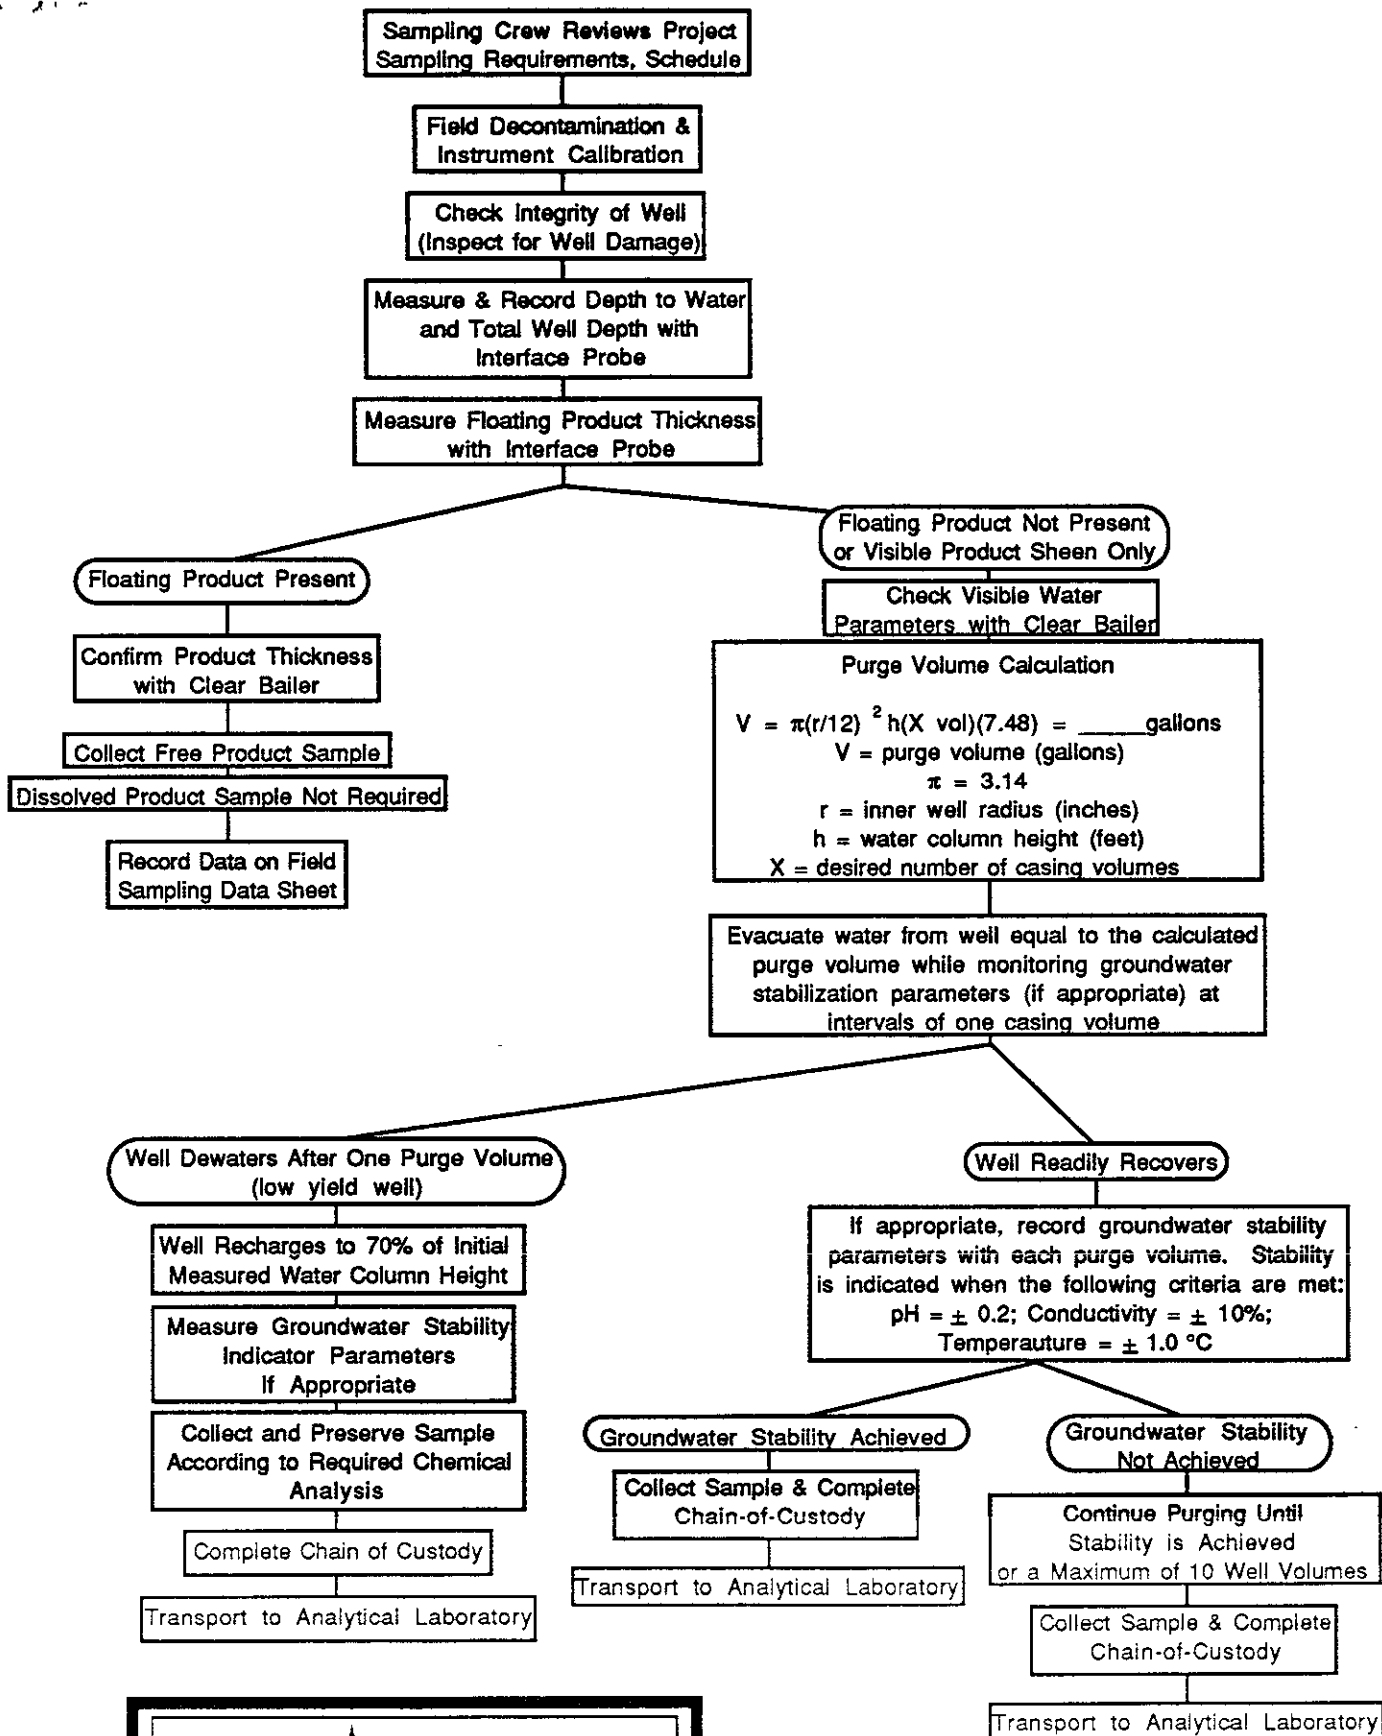 Sampling Crew Reviews Project
Sampling Requirements, Schedule
Field Decontamination &
Instrument Calibration
Check Integrity of Well
(Inspect for Well Damage)
Measure & Record Depth to Water
and Total Well Depth with
Interface Probe
Measure Floating Product Thickness
with Interface Probe
Floating Product Present
Confirm Product Thickness
with Clear Bailer
Collect Free Product Sample
Dissolved Product Sample Not Required
Record Data on Field
Sampling Data Sheet
Floating Product Not Present
or Visible Product Sheen Only
Check Visible Water
Parameters with Clear Bailer
Purge Volume Calculation
V = π(r/12) ² h(X vol)(7.48) = _____gallons
V = purge volume (gallons)
π = 3.14
r = inner well radius (inches)
h = water column height (feet)
X = desired number of casing volumes
Evacuate water from well equal to the calculated
purge volume while monitoring groundwater
stabilization parameters (if appropriate) at
intervals of one casing volume
Well Dewaters After One Purge Volume
(low yield well)
Well Recharges to 70% of Initial
Measured Water Column Height
Measure Groundwater Stability
Indicator Parameters
If Appropriate
Collect and Preserve Sample
According to Required Chemical
Analysis
Complete Chain of Custody
Transport to Analytical Laboratory
Well Readily Recovers
If appropriate, record groundwater stability
parameters with each purge volume. Stability
is indicated when the following criteria are met:
pH = ± 0.2; Conductivity = ± 10%;
Temperauture = ± 1.0 °C
Groundwater Stability Achieved
Collect Sample & Complete
Chain-of-Custody
Transport to Analytical Laboratory
Groundwater Stability
Not Achieved
Continue Purging Until
Stability is Achieved
or a Maximum of 10 Well Volumes
Collect Sample & Complete
Chain-of-Custody
Transport to Analytical Laboratory